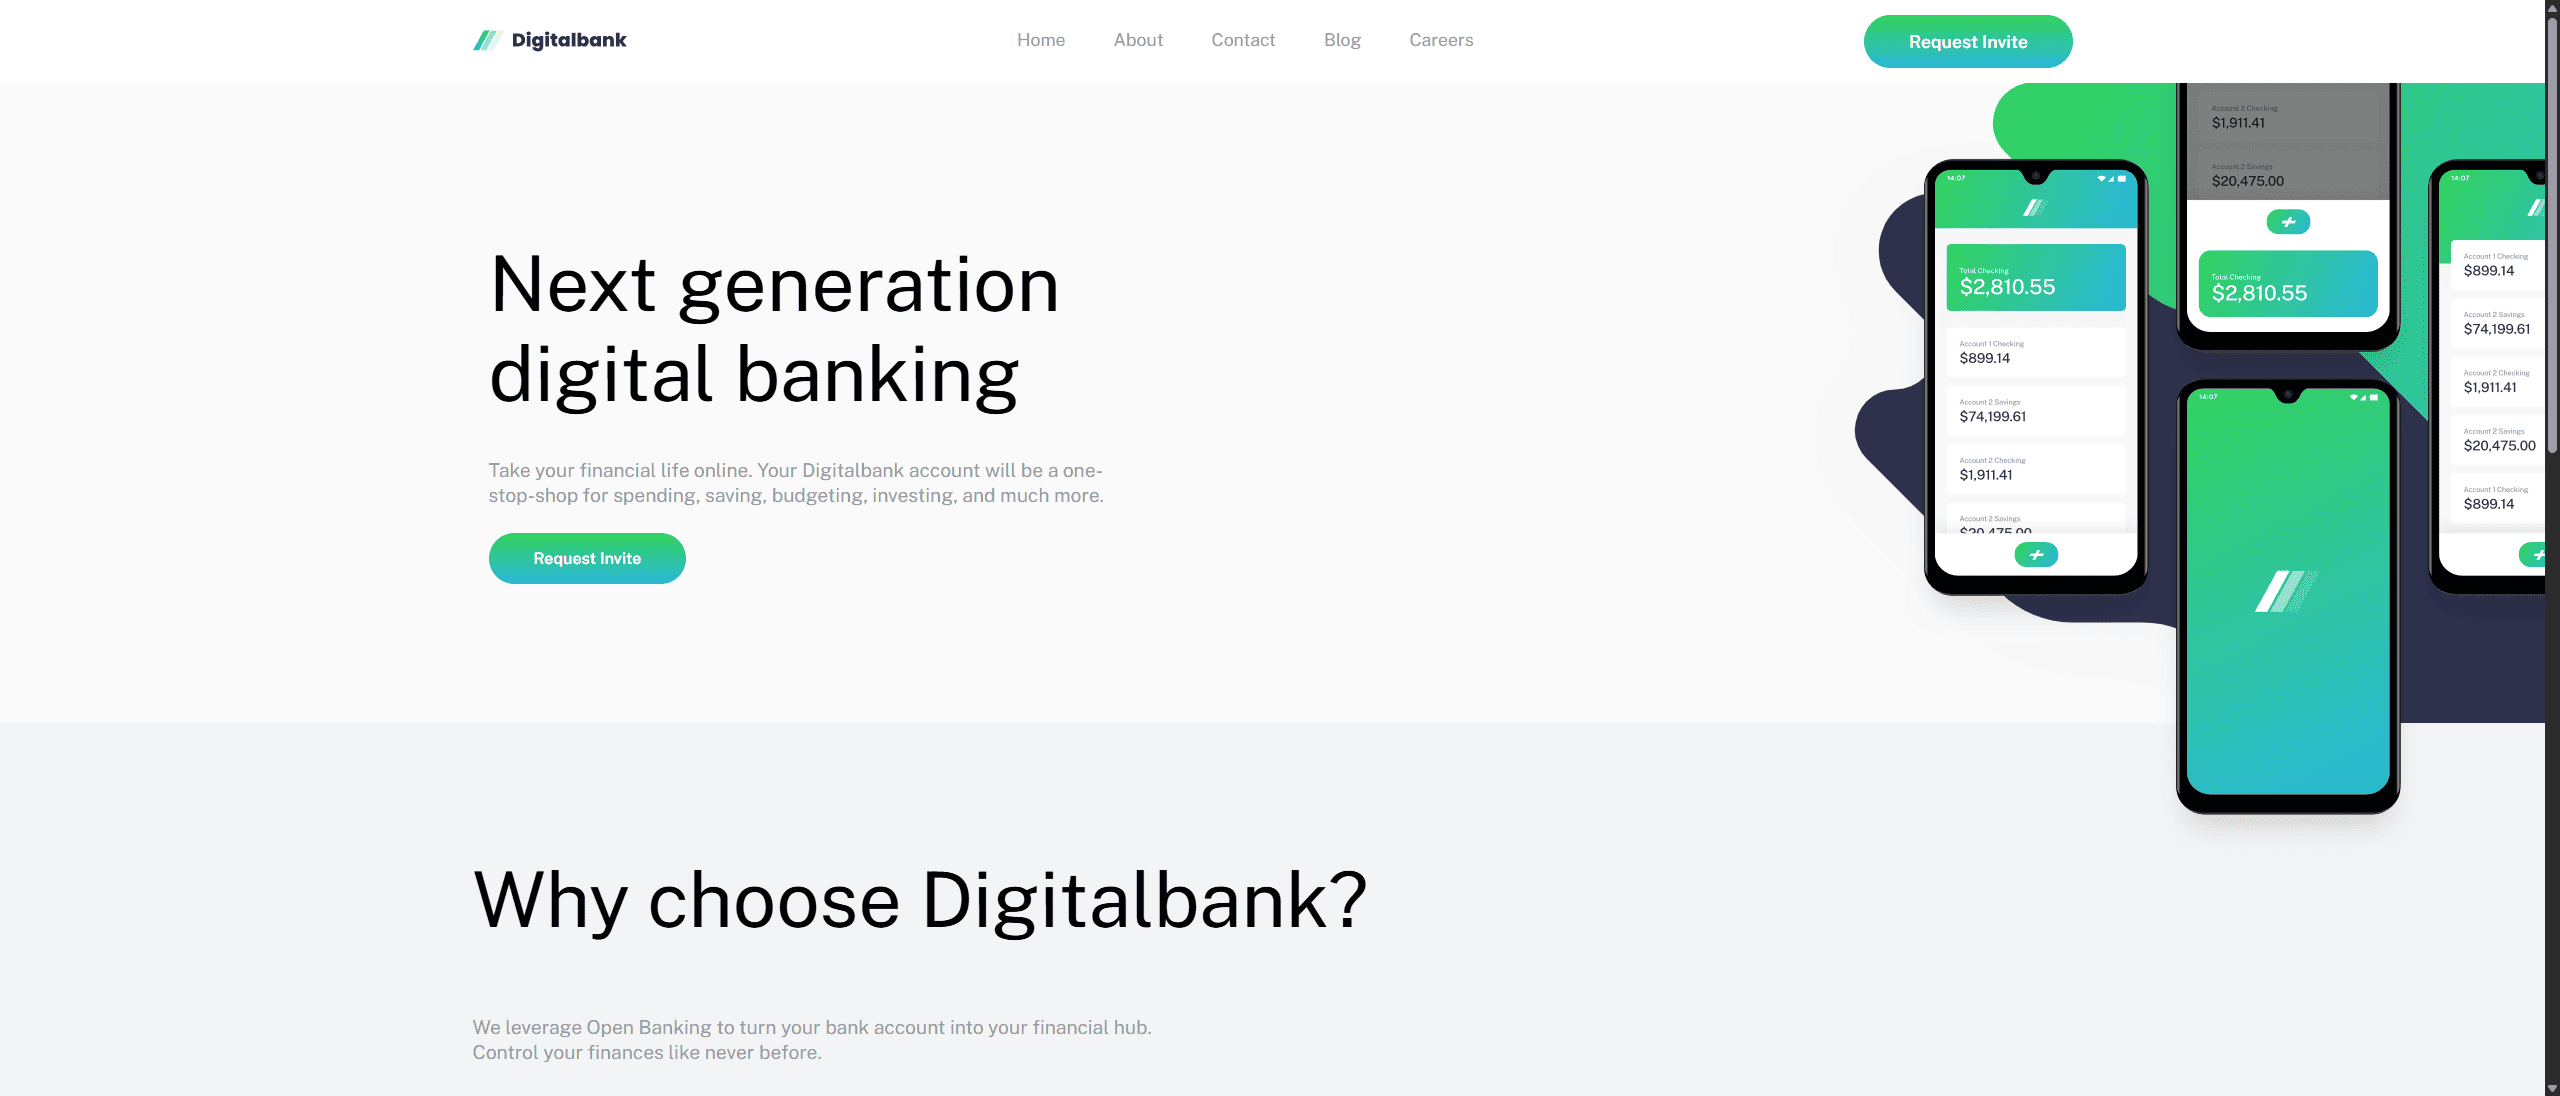 Digitalbank
Home
About
Contact
Blog
Careers
Request Invite
Next generation
digital banking
Take your financial life online. Your Digitalbank account will be a one-
stop-shop for spending, saving, budgeting, investing, and much more.
Request Invite
14:07
Total Checking
$2,810.55
Account 1 Checking
$899.14
Account 2 Savings
$74,199.61
Account 2 Checking
$1,911.41
Account 2 Savings
$20,475.00
Account 2 Checking
$1,911.41
Account 2 Savings
$20,475.00
Total Checking
$2,810.55
14:07
14:07
Account 1 Checking
$899.14
Account 2 Savings
$74,199.61
Account 2 Checking
$1,911.41
Account 2 Savings
$20,475.00
Account 1 Checking
$899.14
Why choose Digitalbank?
We leverage Open Banking to turn your bank account into your financial hub.
Control your finances like never before.